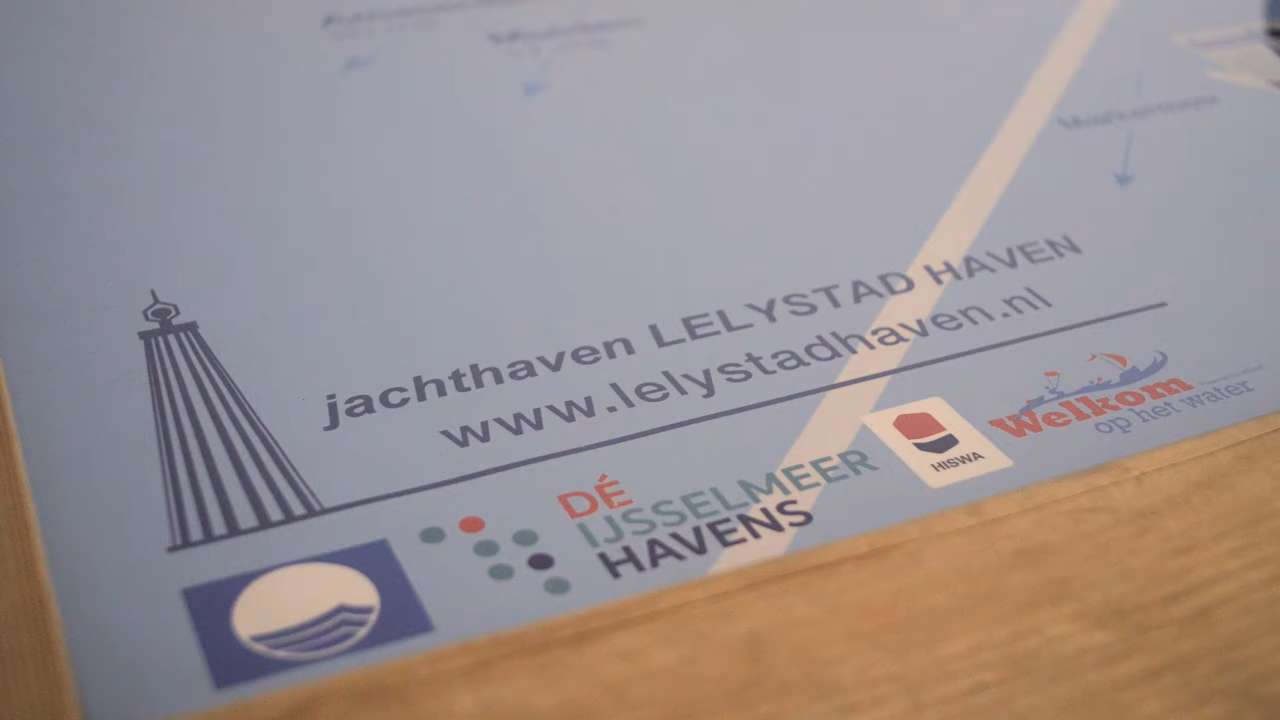 jachthaven LELYSTAD HAVEN
www.lelystadhaven.nl
DÉ
IJSSELMEER
HAVENS
HISWA
Welkom
op het water